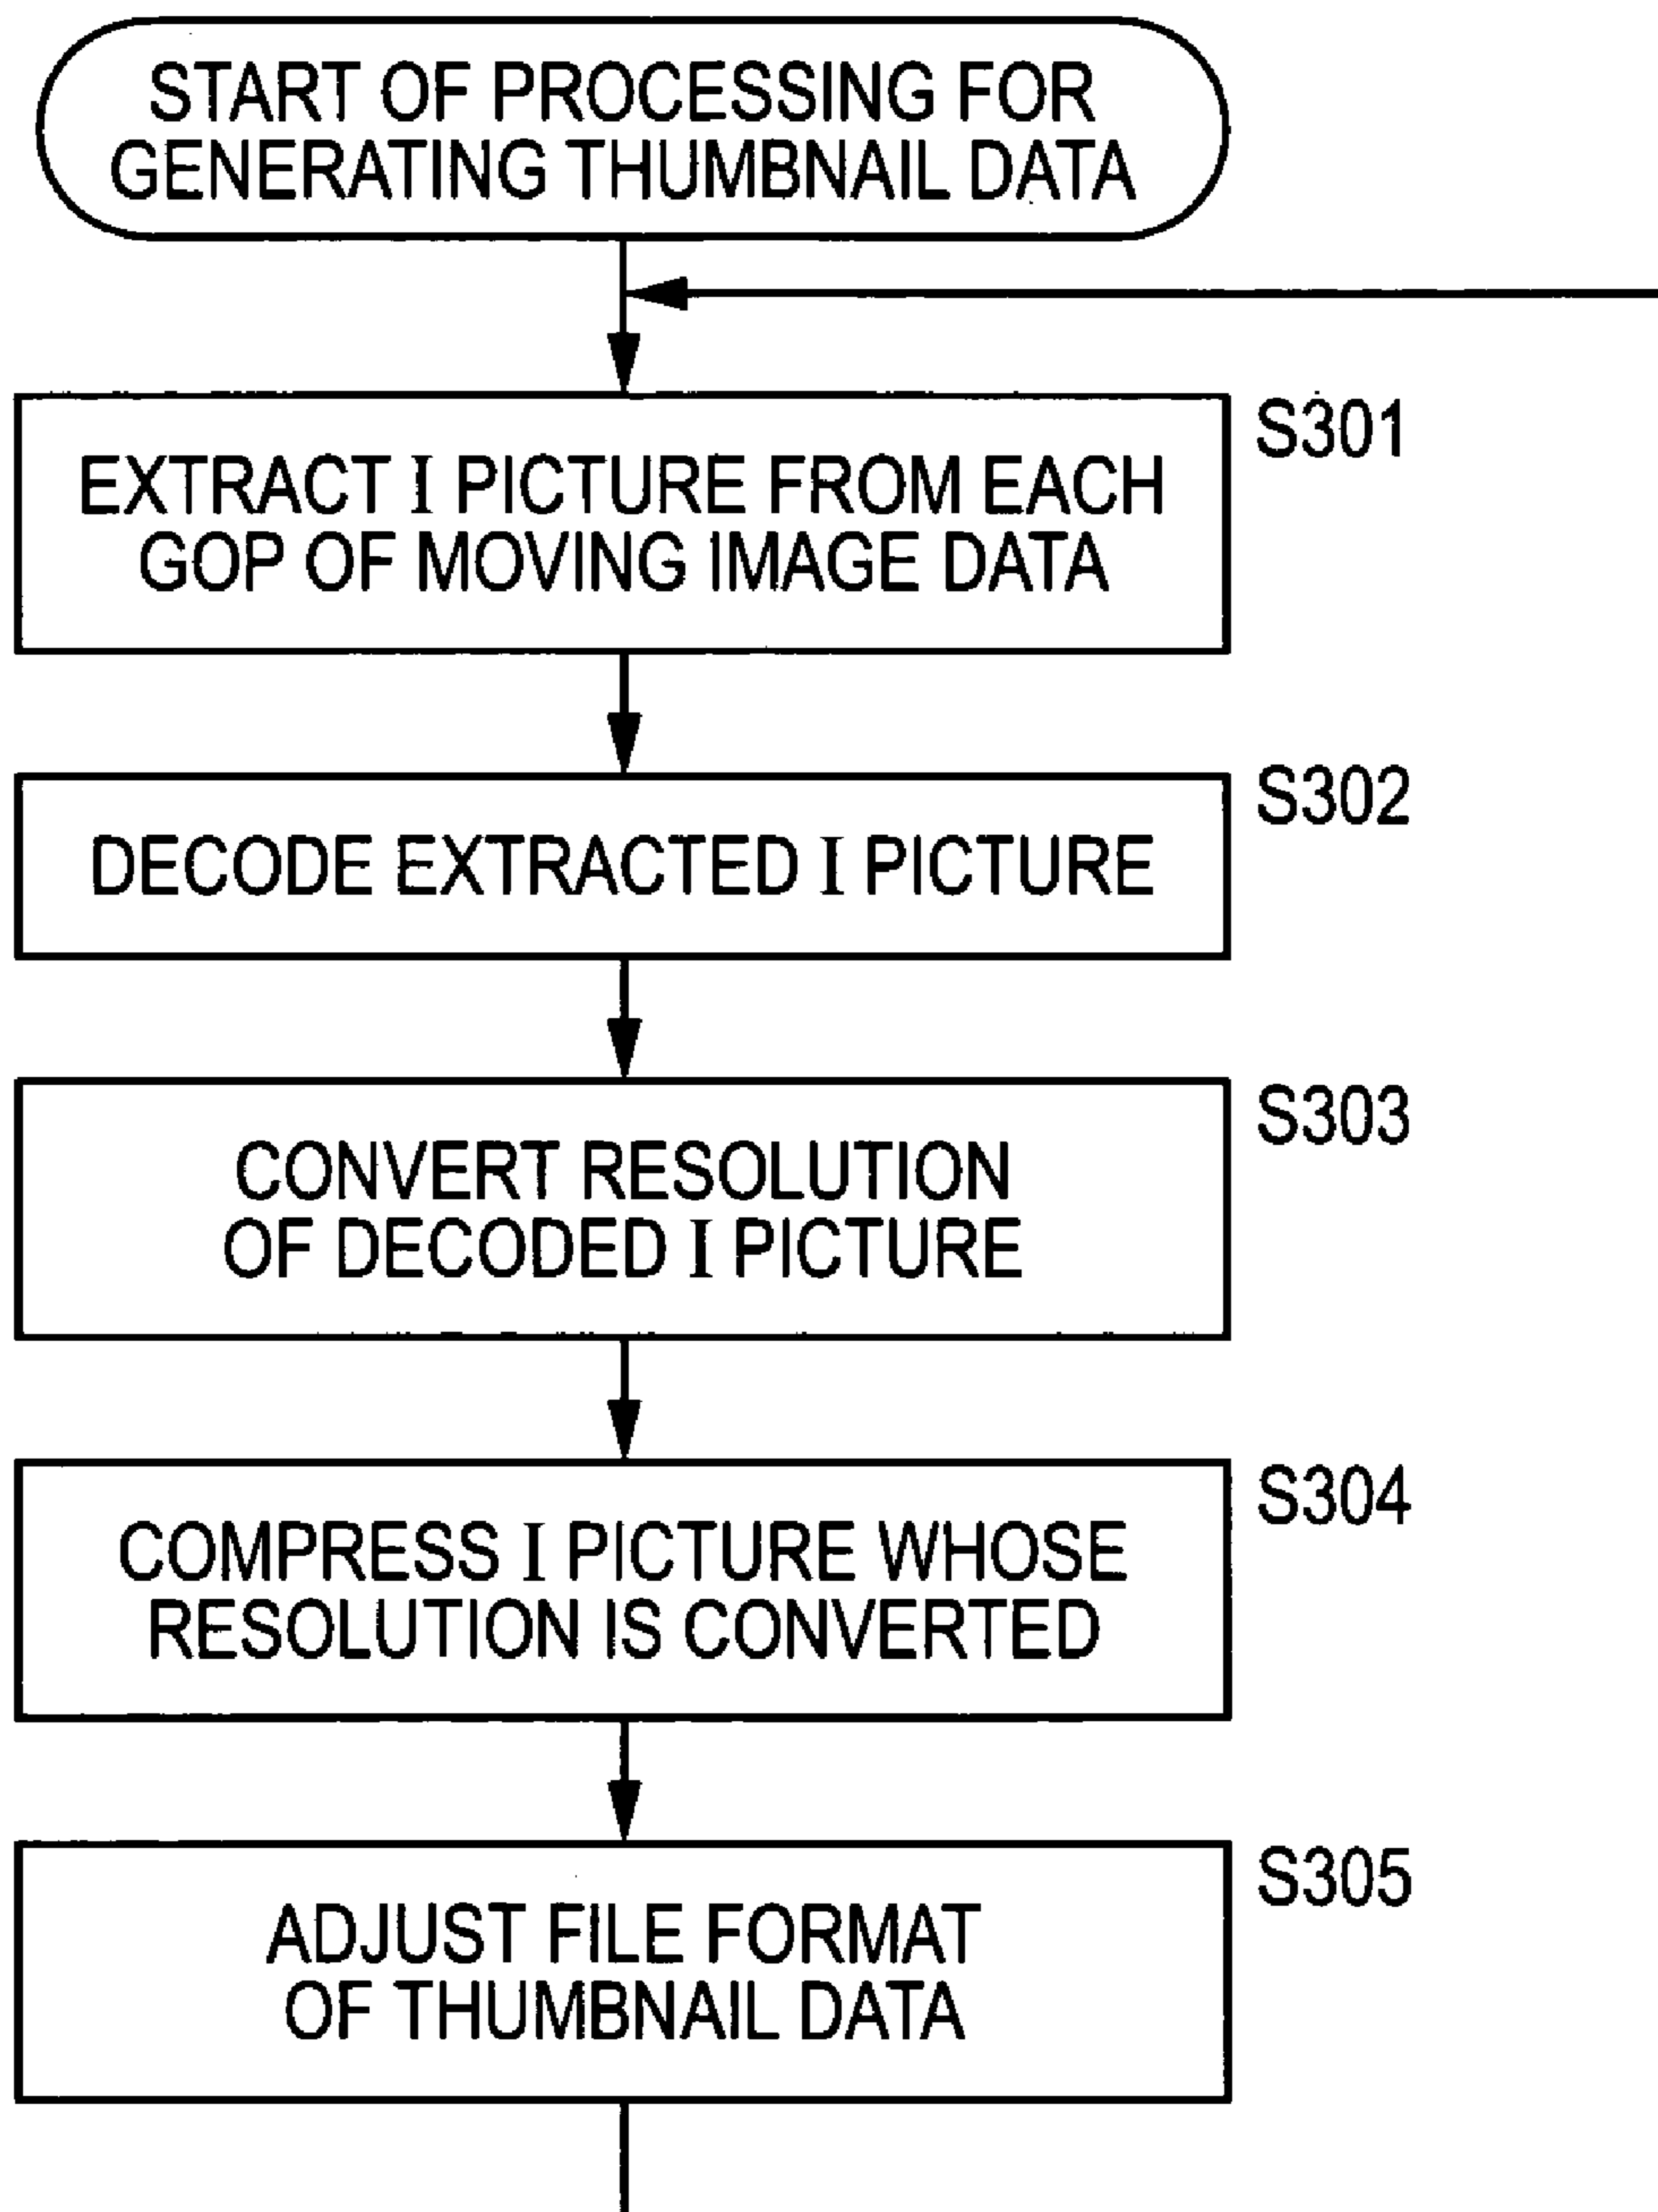 START OF PROCESSING FOR
GENERATING THUMBNAIL DATA
S301
EXTRACT I PICTURE FROM EACH
GOP OF MOVING IMAGE DATA
S302
DECODE EXTRACTED I PICTURE
S303
CONVERT RESOLUTION
OF DECODED I PICTURE
S304
COMPRESS I PICTURE WHOSE
RESOLUTION IS CONVERTED
S305
ADJUST FILE FORMAT
OF THUMBNAIL DATA